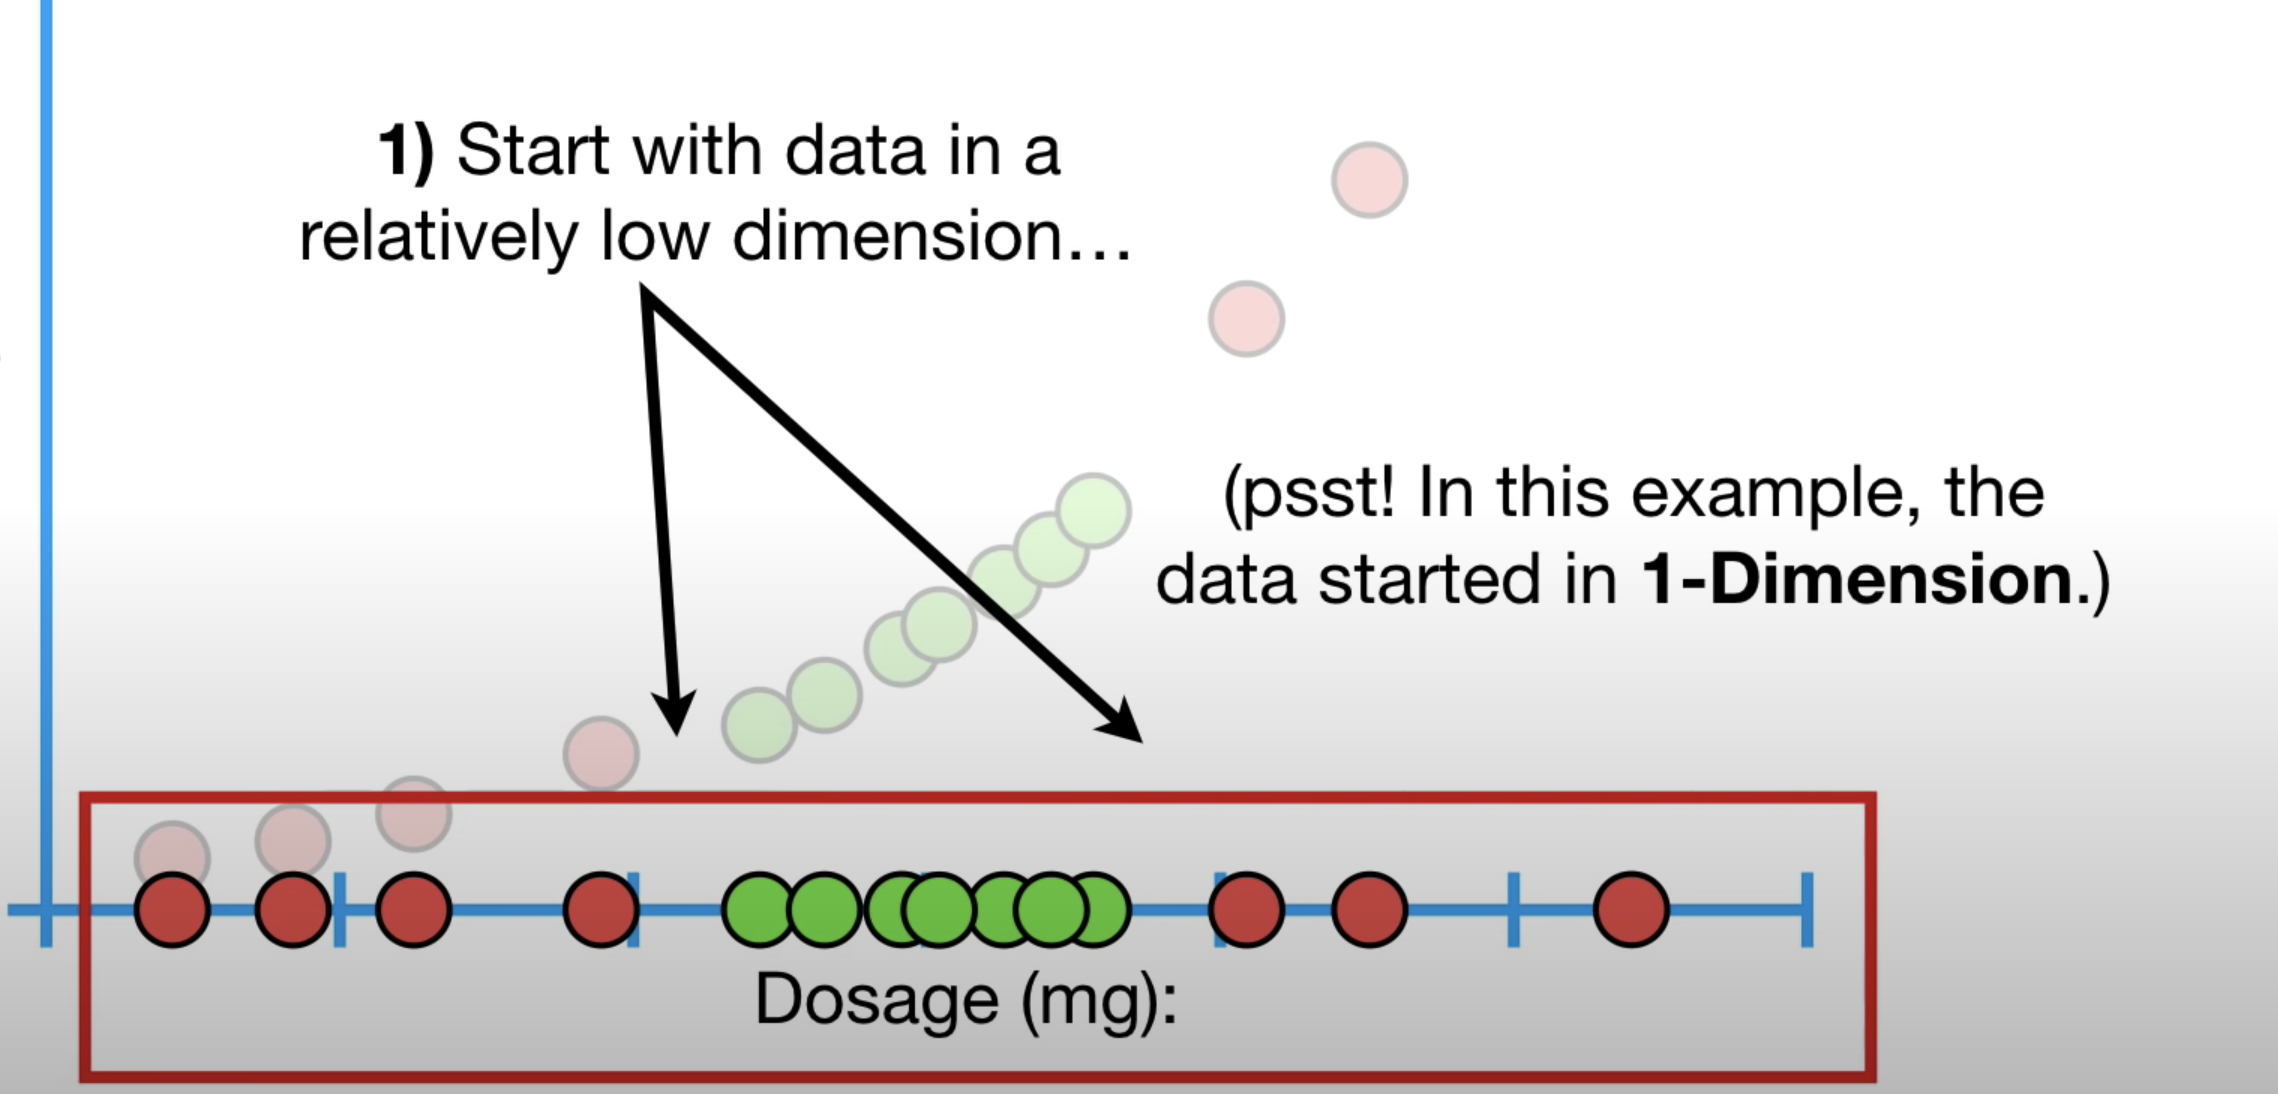 1) Start with data in a
relatively low dimension…
(psst! In this example, the
data started in 1-Dimension.)
Dosage (mg):